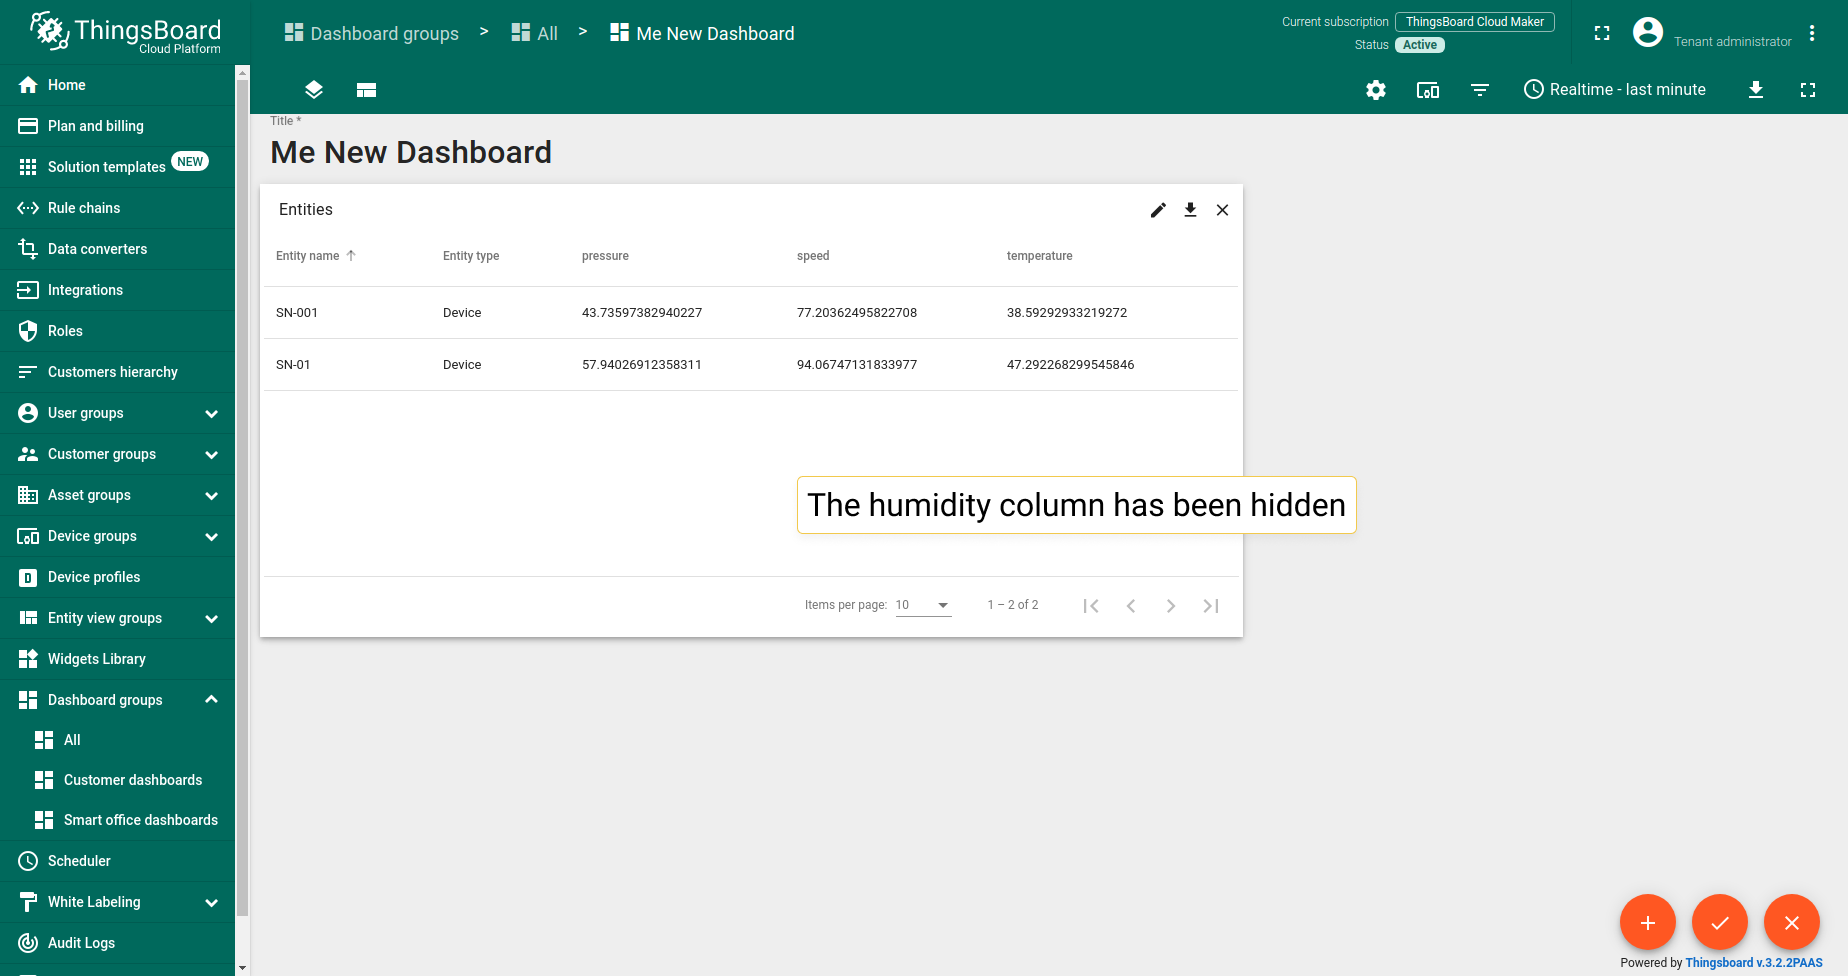 ThingsBoard
Cloud Platform
Dashboard groups > All > Me New Dashboard
Current subscription ThingsBoard Cloud Maker
Status Active
Tenant administrator
Realtime - last minute
Home
Plan and billing
Solution templates NEW
Rule chains
Data converters
Integrations
Roles
Customers hierarchy
User groups
Customer groups
Asset groups
Device groups
D Device profiles
Entity view groups
Widgets Library
Dashboard groups
All
Customer dashboards
Smart office dashboards
Scheduler
White Labeling
Audit Logs
Title *
Me New Dashboard
Entities
Entity name Entity type pressure speed temperature
SN-001 Device 43.73597382940227 77.20362495822708 38.59292933219272
SN-01 Device 57.94026912358311 94.06747131833977 47.292268299545846
The humidity column has been hidden
Items per page: 10 1 – 2 of 2
Powered by Thingsboard v.3.2.2PAAS